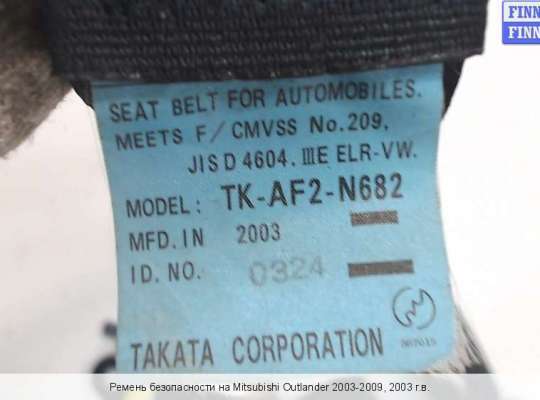 FINN
FINN
SEAT BELT FOR AUTOMOBILES.
MEETS F/CMVSS No.209,
JIS D 4604. ⅢE ELR-VW.
MODEL: TK-AF2-N682
MFD. IN 2003
ID. NO. 0324
TAKATA CORPORATION
Ремень безопасности на Mitsubishi Outlander 2003-2009, 2003 г.в.